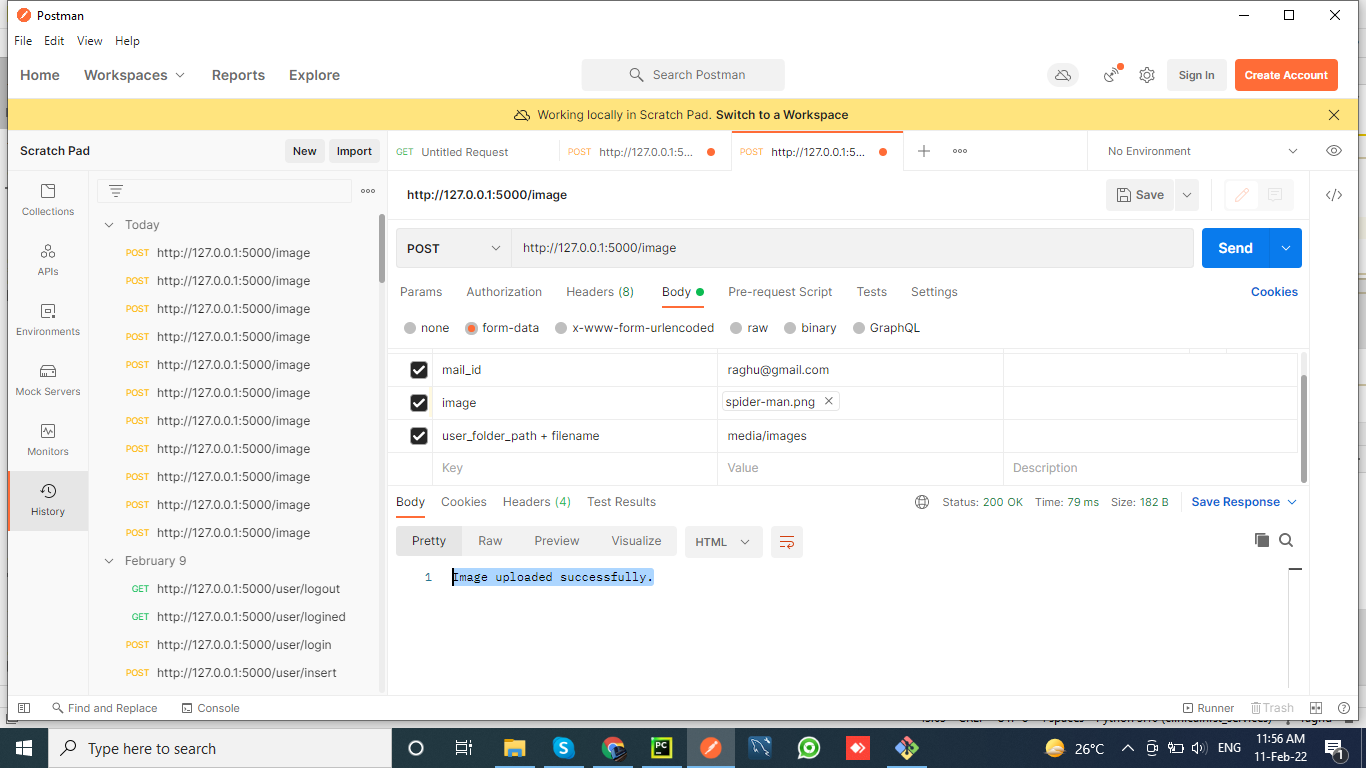 Postman
File Edit View Help
Home Workspaces Reports Explore Search Postman Sign In Create Account
Working locally in Scratch Pad. Switch to a Workspace
Scratch Pad New Import
GET Untitled Request POST http://127.0.0.1:5... POST http://127.0.0.1:5... No Environment
Collections
APIs
Environments
Mock Servers
Monitors
History
Today
POST http://127.0.0.1:5000/image
POST http://127.0.0.1:5000/image
POST http://127.0.0.1:5000/image
POST http://127.0.0.1:5000/image
POST http://127.0.0.1:5000/image
POST http://127.0.0.1:5000/image
POST http://127.0.0.1:5000/image
POST http://127.0.0.1:5000/image
POST http://127.0.0.1:5000/image
POST http://127.0.0.1:5000/image
POST http://127.0.0.1:5000/image
February 9
GET http://127.0.0.1:5000/user/logout
GET http://127.0.0.1:5000/user/logined
POST http://127.0.0.1:5000/user/login
POST http://127.0.0.1:5000/user/insert
http://127.0.0.1:5000/image Save
POST http://127.0.0.1:5000/image Send
Params Authorization Headers (8) Body Pre-request Script Tests Settings Cookies
none form-data x-www-form-urlencoded raw binary GraphQL
mail_id raghu@gmail.com
image spider-man.png
user_folder_path + filename media/images
Key Value Description
Body Cookies Headers (4) Test Results Status: 200 OK Time: 79 ms Size: 182 B Save Response
Pretty Raw Preview Visualize HTML
1 Image uploaded successfully.
Find and Replace Console Runner Trash
Type here to search
PC
26°C ENG 11:56 AM
11-Feb-22
1